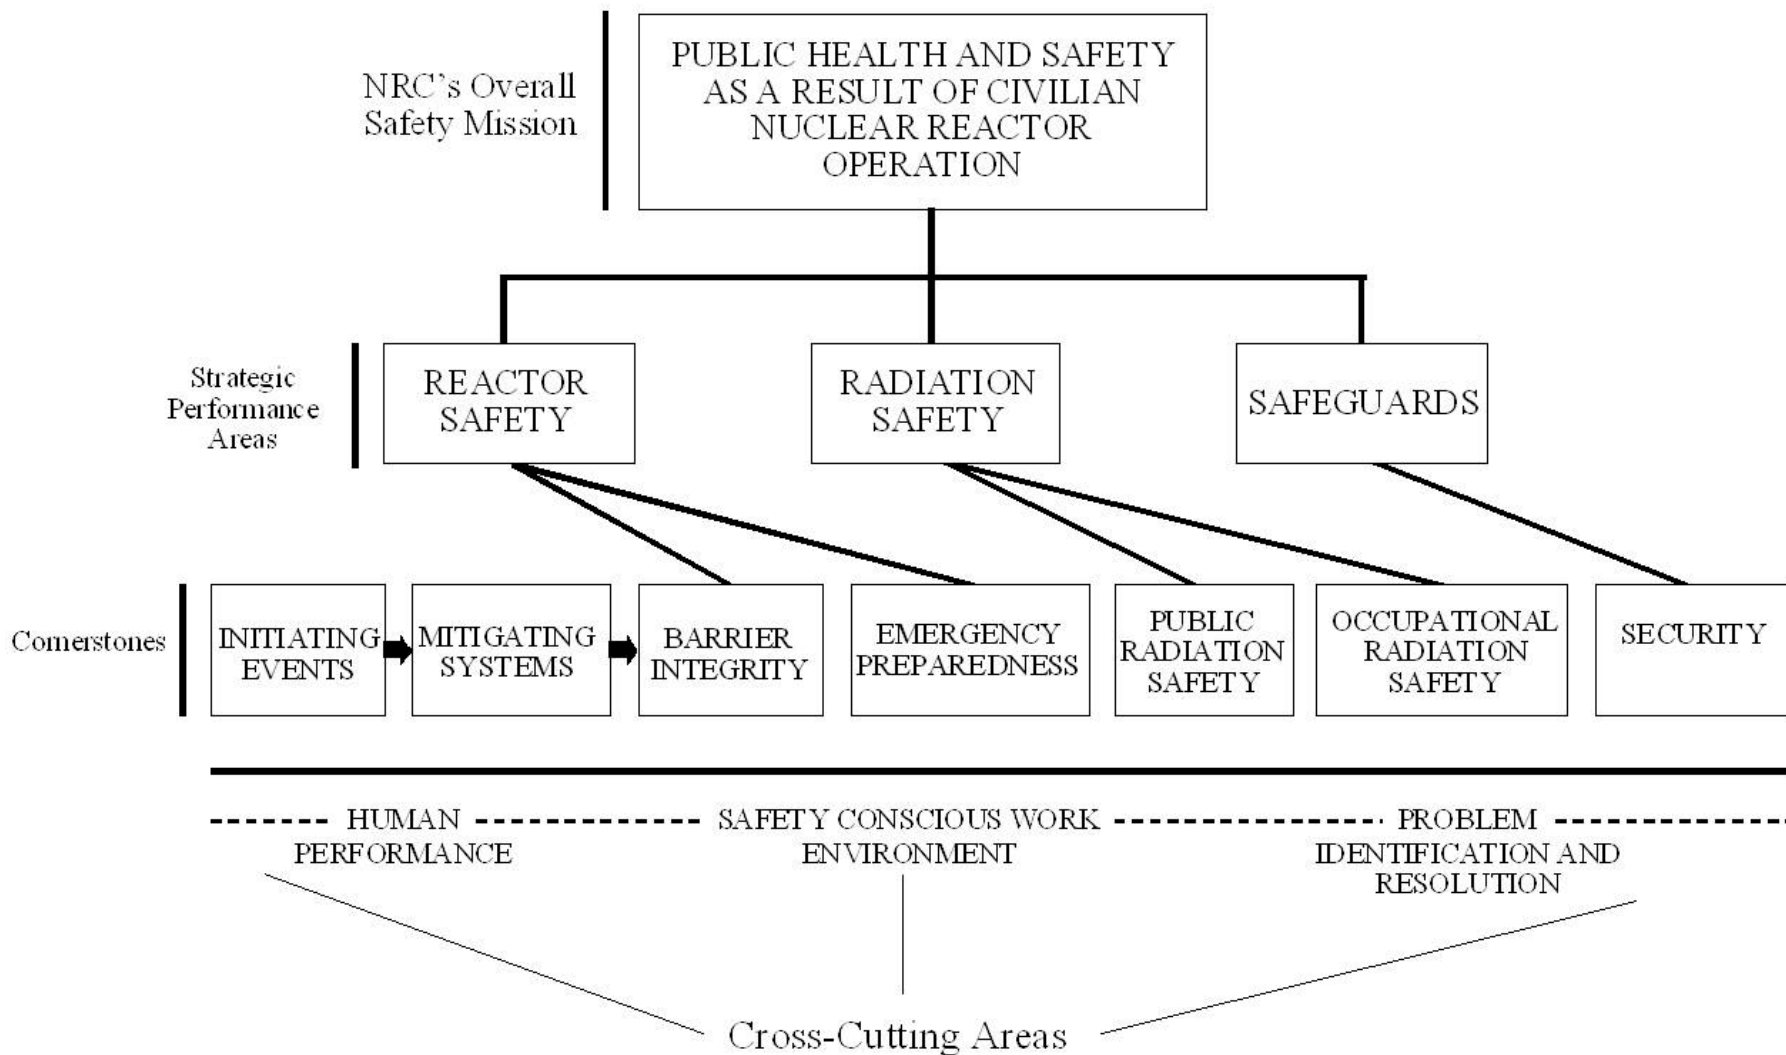 NRC's Overall
Safety Mission
PUBLIC HEALTH AND SAFETY
AS A RESULT OF CIVILIAN
NUCLEAR REACTOR
OPERATION
Strategic
Performance
Areas
REACTOR
SAFETY
RADIATION
SAFETY
SAFEGUARDS
Cornerstones
INITIATING
EVENTS
MITIGATING
SYSTEMS
BARRIER
INTEGRITY
EMERGENCY
PREPAREDNESS
PUBLIC
RADIATION
SAFETY
OCCUPATIONAL
RADIATION
SAFETY
SECURITY
HUMAN
PERFORMANCE
SAFETY CONSCIOUS WORK
ENVIRONMENT
PROBLEM
IDENTIFICATION AND
RESOLUTION
Cross-Cutting Areas